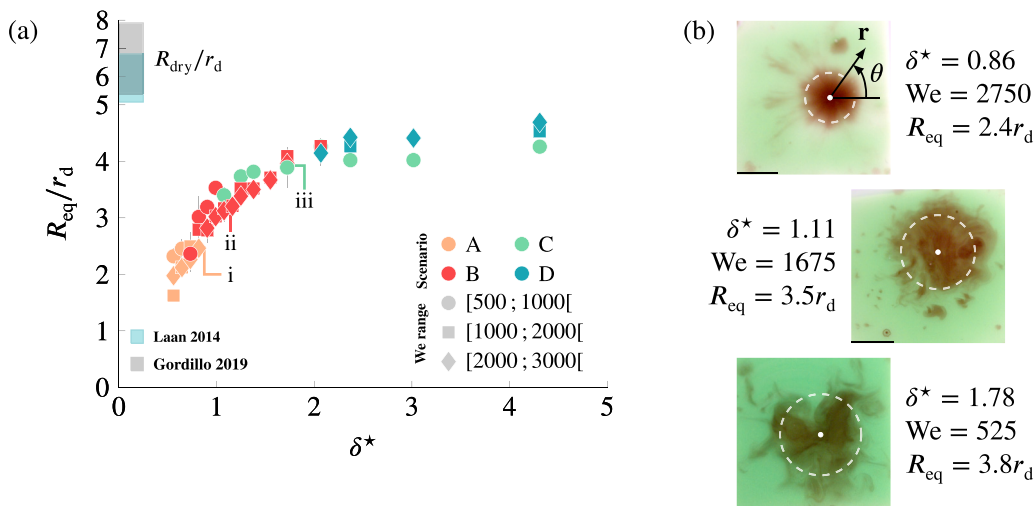 (a)
8
7
6
5
4
3
2
1
0
R_eq/r_d
R_dry/r_d
iii
ii
i
Scenario
A
C
B
D
We range
[500 ; 1000[
[1000 ; 2000[
[2000 ; 3000[
Laan 2014
Gordillo 2019
0
1
2
3
4
5
δ⋆
(b)
r
θ
δ⋆ = 0.86
We = 2750
R_eq = 2.4r_d
δ⋆ = 1.11
We = 1675
R_eq = 3.5r_d
δ⋆ = 1.78
We = 525
R_eq = 3.8r_d